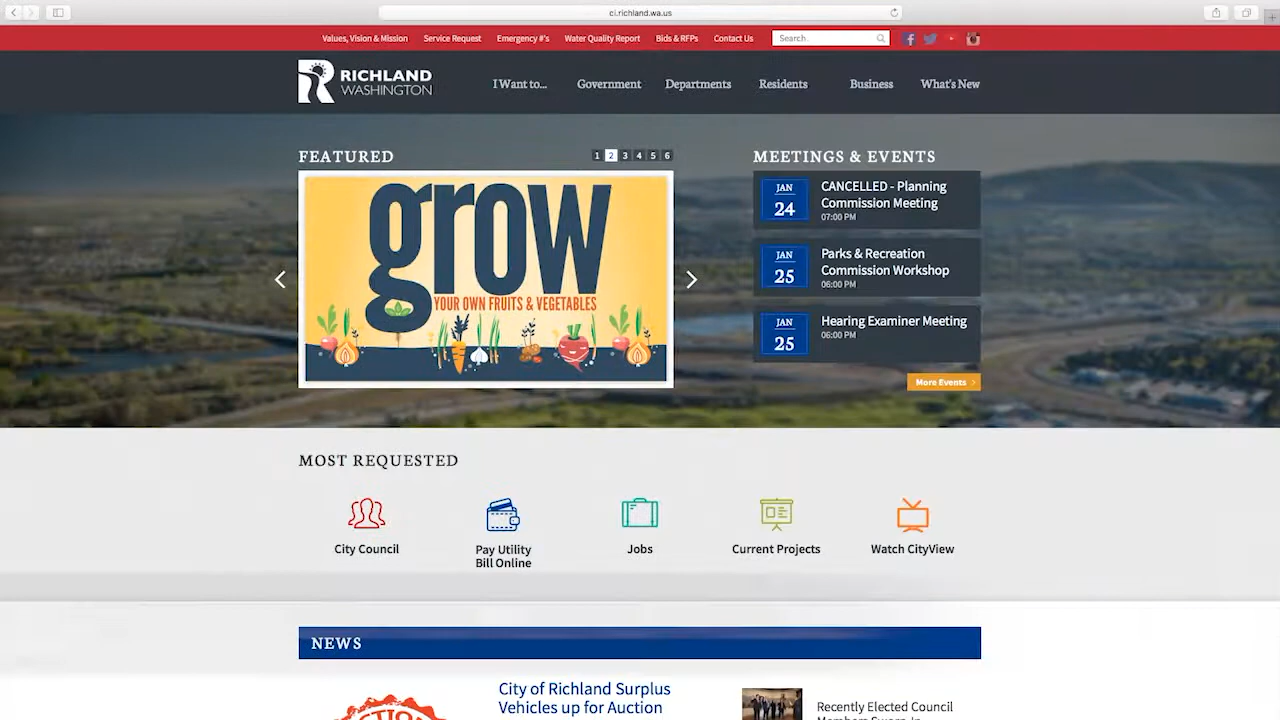 ci.richland.wa.us
Values, Vision & Mission
Service Request
Emergency #'s
Water Quality Report
Bids & RFPs
Contact Us
Search
RICHLAND
WASHINGTON
I Want to...
Government
Departments
Residents
Business
What's New
FEATURED
1 2 3 4 5 6
grow
YOUR OWN FRUITS & VEGETABLES
MEETINGS & EVENTS
JAN
24
CANCELLED - Planning
Commission Meeting
07:00 PM
JAN
25
Parks & Recreation
Commission Workshop
06:00 PM
JAN
25
Hearing Examiner Meeting
06:00 PM
More Events
MOST REQUESTED
City Council
Pay Utility
Bill Online
Jobs
Current Projects
Watch CityView
NEWS
City of Richland Surplus
Vehicles up for Auction
Recently Elected Council